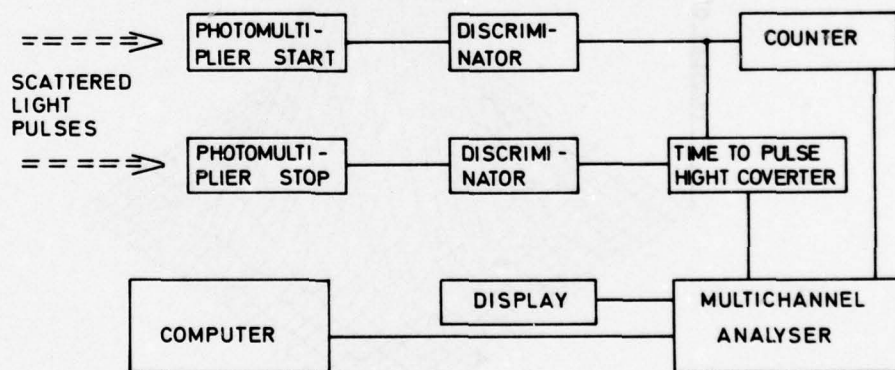 PHOTOMULTI-
PLIER START
DISCRIMI-
NATOR
COUNTER
SCATTERED
LIGHT
PULSES
PHOTOMULTI-
PLIER STOP
DISCRIMI-
NATOR
TIME TO PULSE
HIGHT COVERTER
DISPLAY
MULTICHANNEL
ANALYSER
COMPUTER